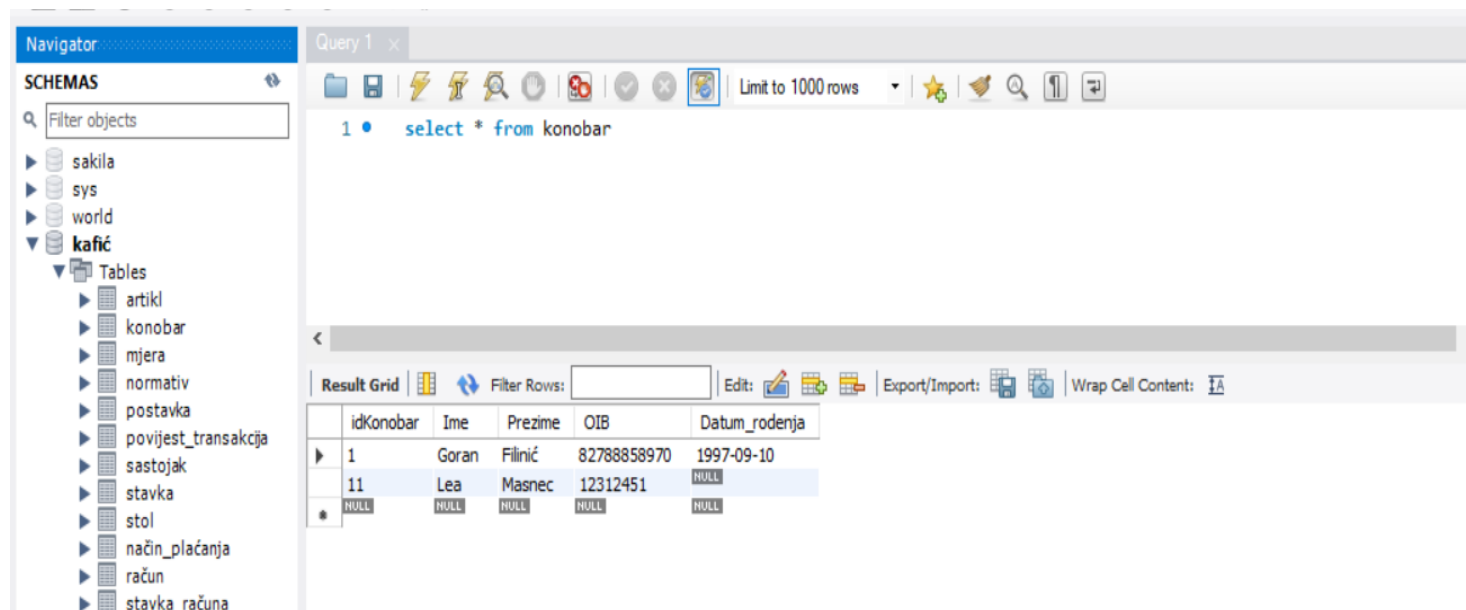 Navigator
SCHEMAS
Filter objects
sakila
sys
world
kafić
Tables
artikl
konobar
mjera
normativ
postavka
povijest_transakcija
sastojak
stavka
stol
način_plaćanja
račun
stavka_računa
Query 1
Limit to 1000 rows
1 select * from konobar
Result Grid Filter Rows: Edit: Export/Import: Wrap Cell Content: IA
idKonobar Ime Prezime OIB Datum_rodenja
1 Goran Filinić 82788858970 1997-09-10
11 Lea Masnec 12312451 NULL
NULL NULL NULL NULL NULL